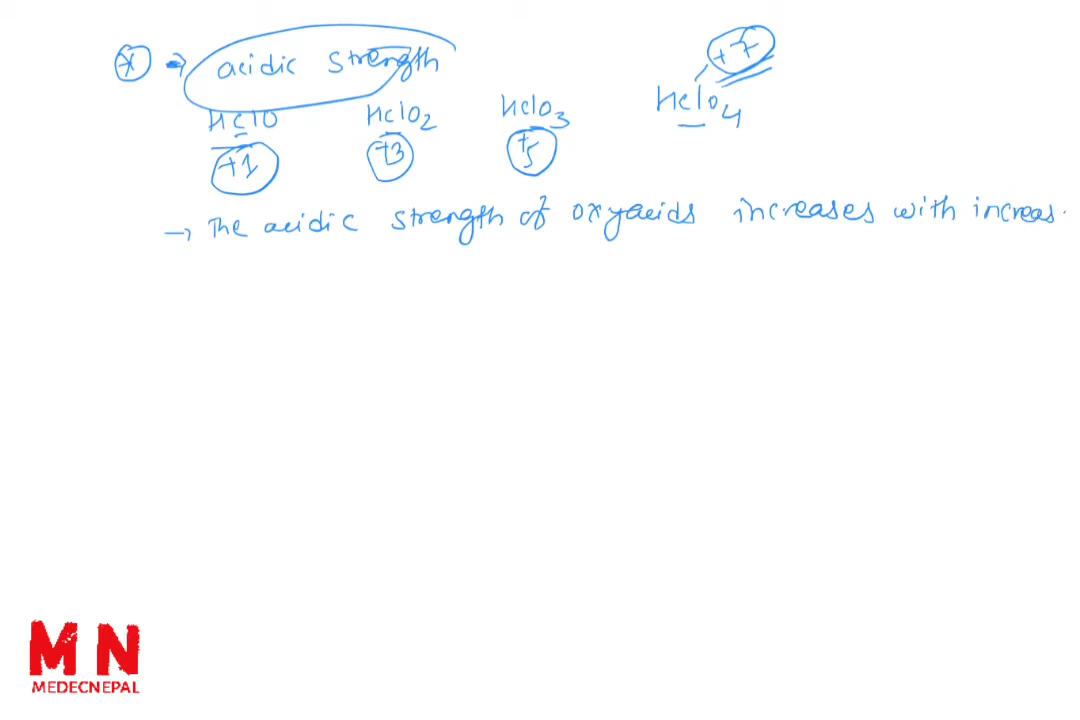 * → acidic strength
HClO HClO2 HClO3 HClO4
+1 +3 +5 +7
→ The acidic strength of oxyacids increases with increas
MN
MEDECNEPAL